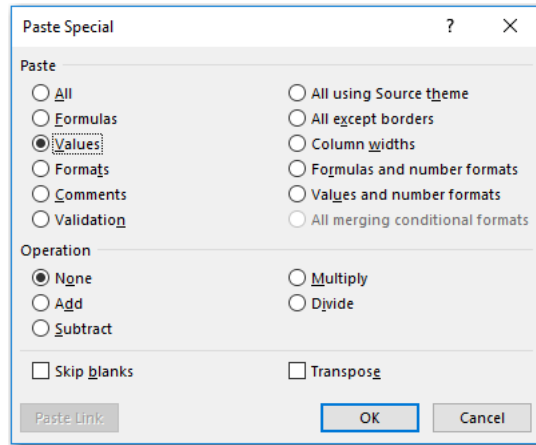 Paste Special ?
Paste
All All using Source theme
Formulas All except borders
Values Column widths
Formats Formulas and number formats
Comments Values and number formats
Validation All merging conditional formats
Operation
None Multiply
Add Divide
Subtract
Skip blanks Transpose
Paste Link OK Cancel